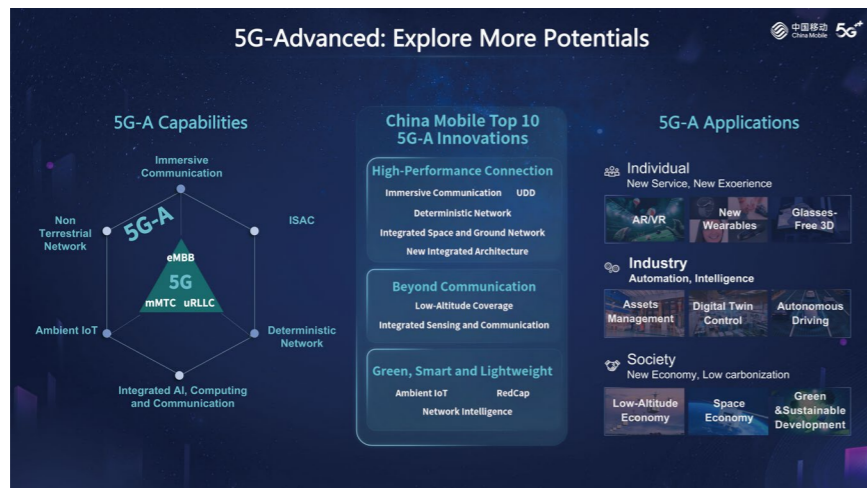 5G-Advanced: Explore More Potentials
中国移动
China Mobile
5G++
5G-A Capabilities
Immersive
Communication
Non
Terrestrial
Network
5G-A
ISAC
eMBB
5G
mMTC uRLLC
Ambient IoT
Deterministic
Network
Integrated AI, Computing
and Communication
China Mobile Top 10
5G-A Innovations
High-Performance Connection
Immersive Communication UDD
Deterministic Network
Integrated Space and Ground Network
New Integrated Architecture
Beyond Communication
Low-Altitude Coverage
Integrated Sensing and Communication
Green, Smart and Lightweight
Ambient IoT RedCap
Network Intelligence
5G-A Applications
Individual
New Service, New Exoerience
AR/VR
New
Wearables
Glasses-
Free 3D
Industry
Automation, Intelligence
Assets
Management
Digital Twin
Control
Autonomous
Driving
Society
New Economy, Low carbonization
Low-Altitude
Economy
Space
Economy
Green
&Sustainable
Development